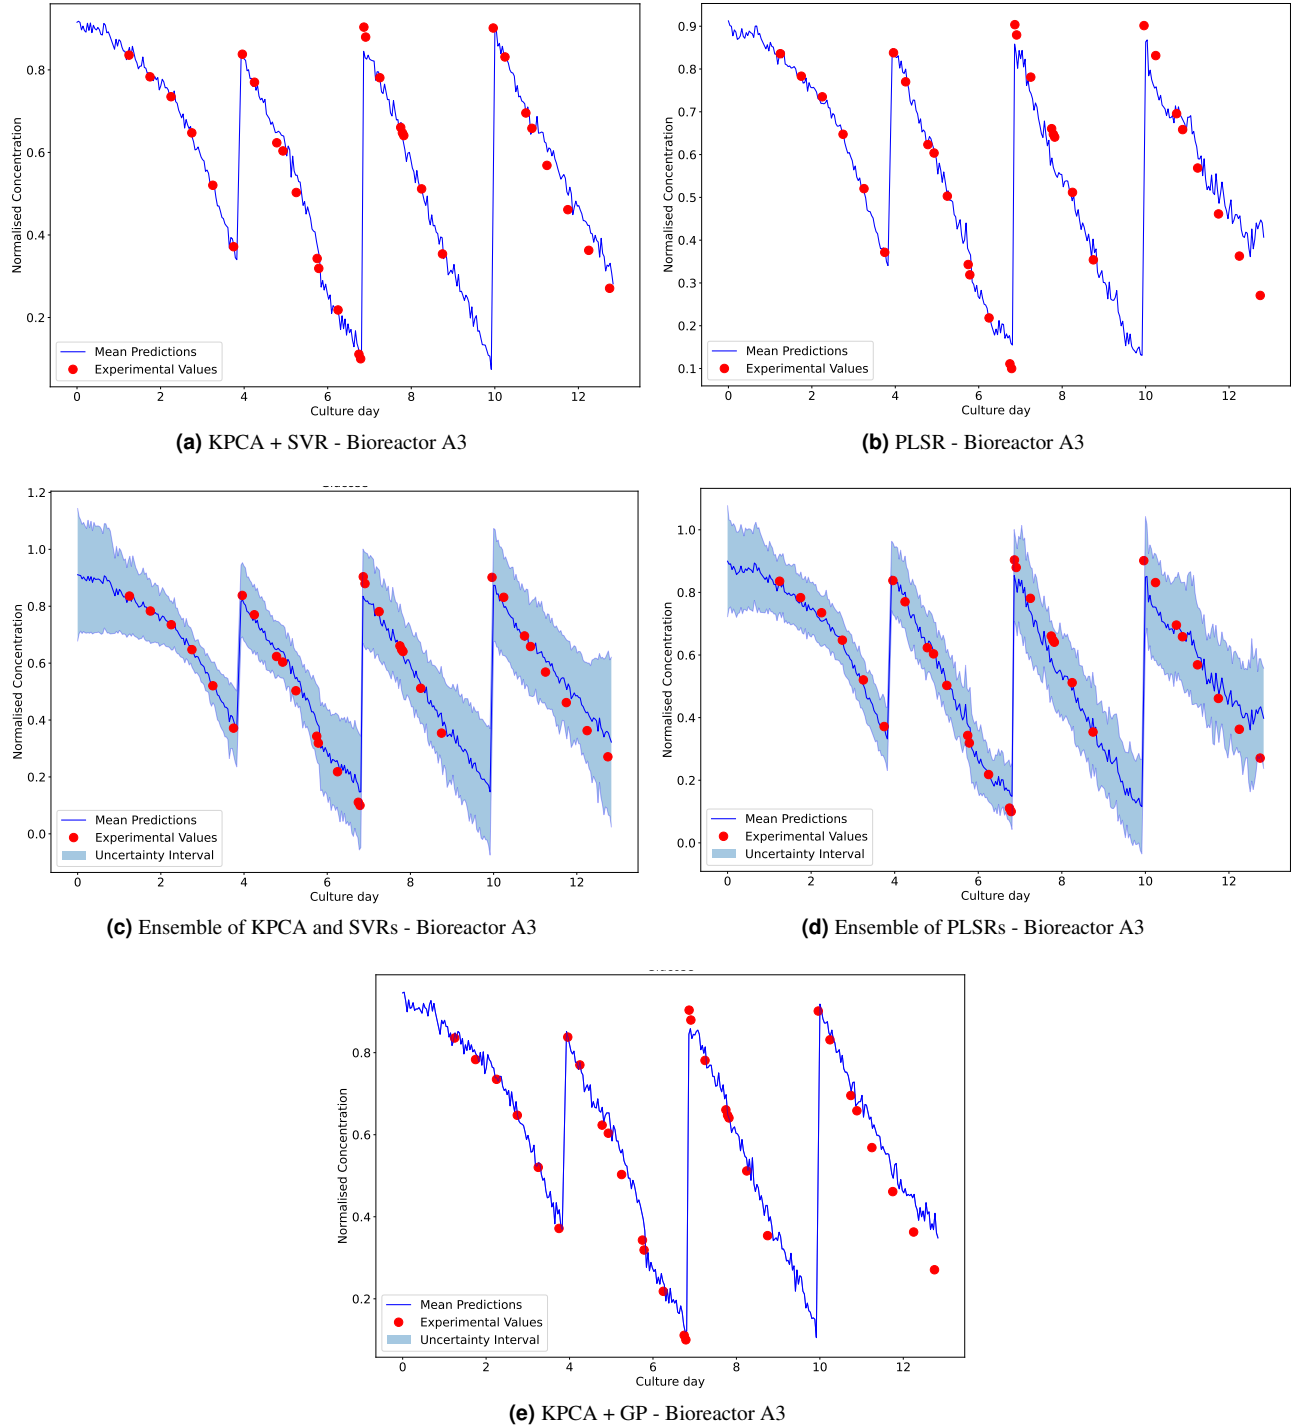 0.8
0.6
0.4
0.2
Normalised Concentration
Mean Predictions
Experimental Values
0 2 4 6 8 10 12
Culture day
(a) KPCA + SVR - Bioreactor A3
0.9
0.8
0.7
0.6
0.5
0.4
0.3
0.2
0.1
Normalised Concentration
Mean Predictions
Experimental Values
0 2 4 6 8 10 12
Culture day
(b) PLSR - Bioreactor A3
1.2
1.0
0.8
0.6
0.4
0.2
0.0
Normalised Concentration
Mean Predictions
Experimental Values
Uncertainty Interval
0 2 4 6 8 10 12
Culture day
(c) Ensemble of KPCA and SVRs - Bioreactor A3
1.0
0.8
0.6
0.4
0.2
0.0
Normalised Concentration
Mean Predictions
Experimental Values
Uncertainty Interval
0 2 4 6 8 10 12
Culture day
(d) Ensemble of PLSRs - Bioreactor A3
0.8
0.6
0.4
0.2
Normalised Concentration
Mean Predictions
Experimental Values
Uncertainty Interval
0 2 4 6 8 10 12
Culture day
(e) KPCA + GP - Bioreactor A3